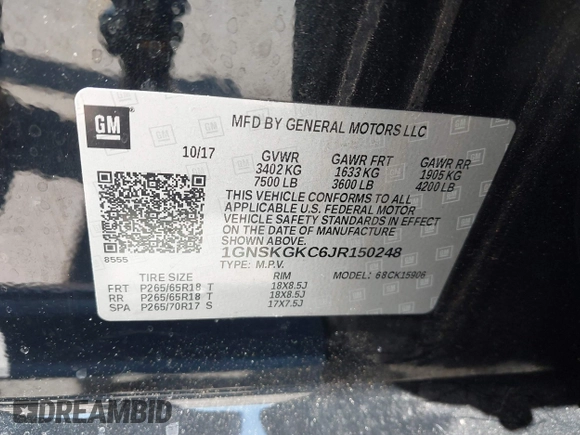 GM
MFD BY GENERAL MOTORS LLC
10/17 GVWR GAWR FRT GAWR RR
3402 KG 1633 KG 1905 KG
7500 LB 3600 LB 4200 LB
THIS VEHICLE CONFORMS TO ALL
APPLICABLE U.S. FEDERAL MOTOR
VEHICLE SAFETY STANDARDS IN EFFECT
ON THE DATE OF MANUFACTURE
SHOWN ABOVE.
8555
1GNSKGKC6JR150248
TYPE: M.P.V. MODEL: 68CK15906
TIRE SIZE RIM
FRT P265/65R18 T 18X8.5J
RR P265/65R18 T 18X8.5J
SPA P265/70R17 S 17X7.5J
DREAMBID